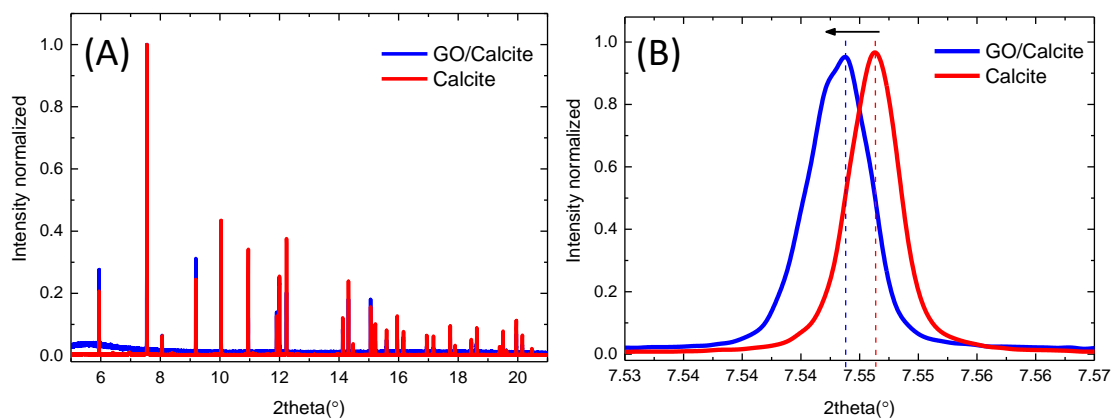 (A)
GO/Calcite
Calcite
Intensity normalized
1.0
0.8
0.6
0.4
0.2
0.0
6 8 10 12 14 16 18 20
2theta(°)
(B)
GO/Calcite
Calcite
Intensity normalized
1.0
0.8
0.6
0.4
0.2
0.0
7.53 7.54 7.54 7.55 7.55 7.56 7.56 7.57 7.57
2theta(°)